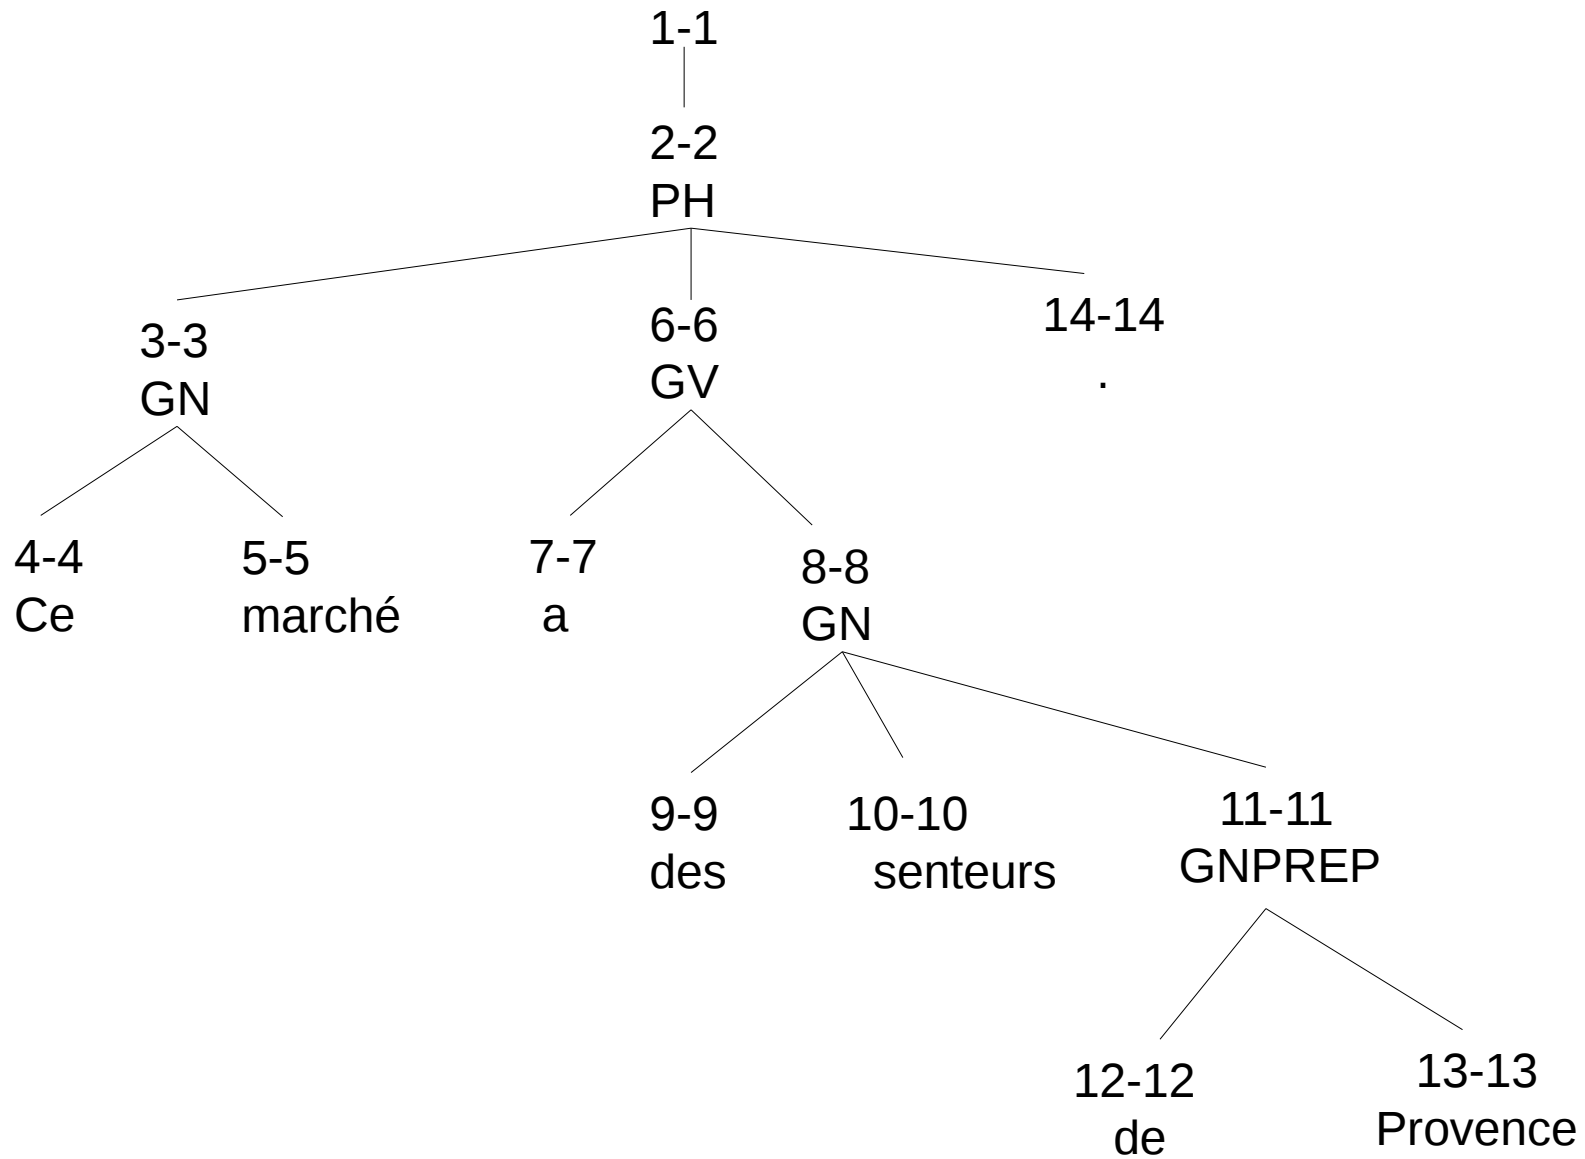 1-1
2-2
PH
3-3
GN
6-6
GV
14-14
.
4-4
Ce
5-5
marché
7-7
a
8-8
GN
9-9
des
10-10
senteurs
11-11
GNPREP
12-12
de
13-13
Provence